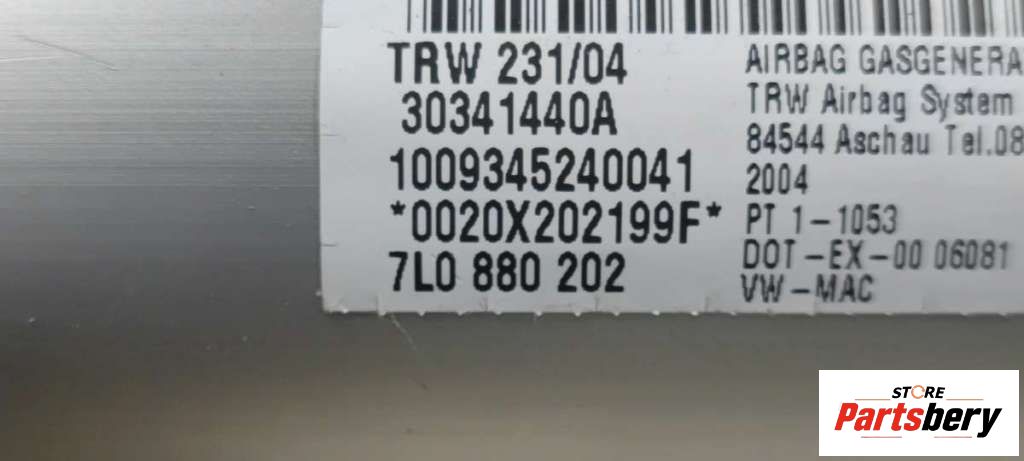 TRW 231/04
30341440A
1009345240041
*0020X202199F*
7L0 880 202
AIRBAG GASGENERA
TRW Airbag System
84544 Aschau Tel.08
2004
PT 1-1053
DOT-EX-00 06081
VW-MAC
STORE
Partsbery